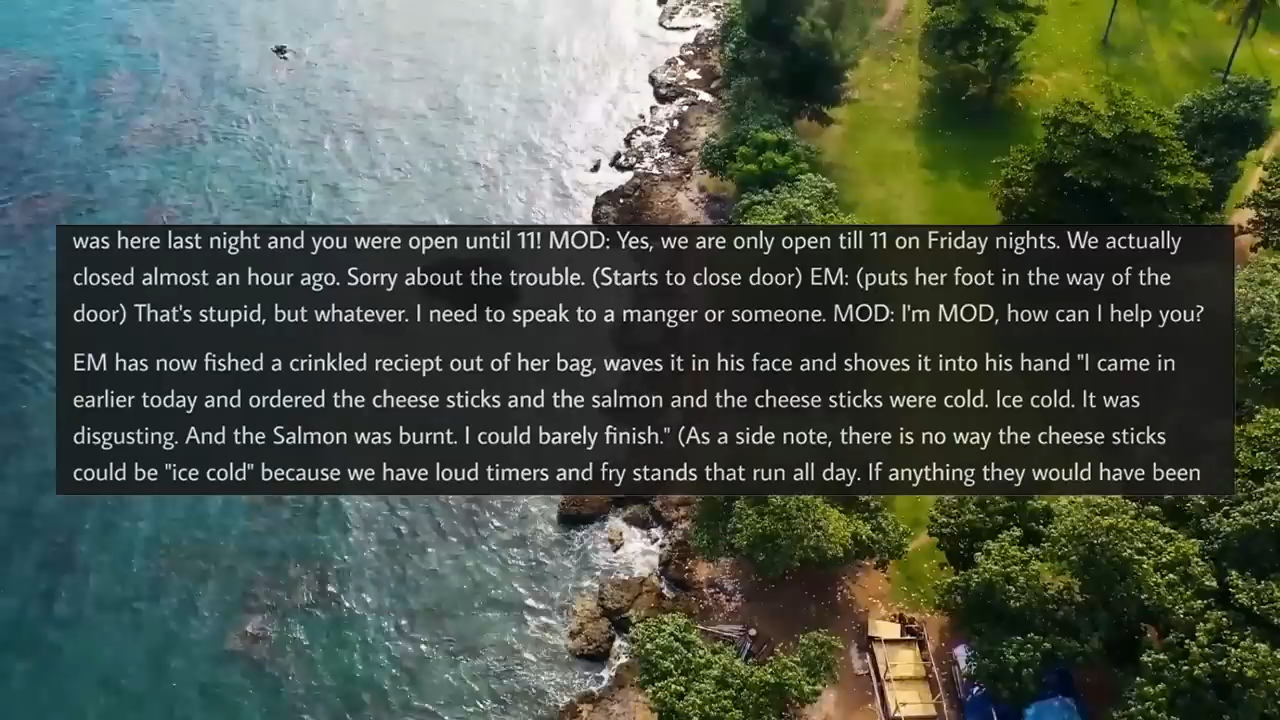 was here last night and you were open until 11! MOD: Yes, we are only open till 11 on Friday nights. We actually
closed almost an hour ago. Sorry about the trouble. (Starts to close door) EM: (puts her foot in the way of the
door) That's stupid, but whatever. I need to speak to a manger or someone. MOD: I'm MOD, how can I help you?
EM has now fished a crinkled reciept out of her bag, waves it in his face and shoves it into his hand "I came in
earlier today and ordered the cheese sticks and the salmon and the cheese sticks were cold. Ice cold. It was
disgusting. And the Salmon was burnt. I could barely finish." (As a side note, there is no way the cheese sticks
could be "ice cold" because we have loud timers and fry stands that run all day. If anything they would have been